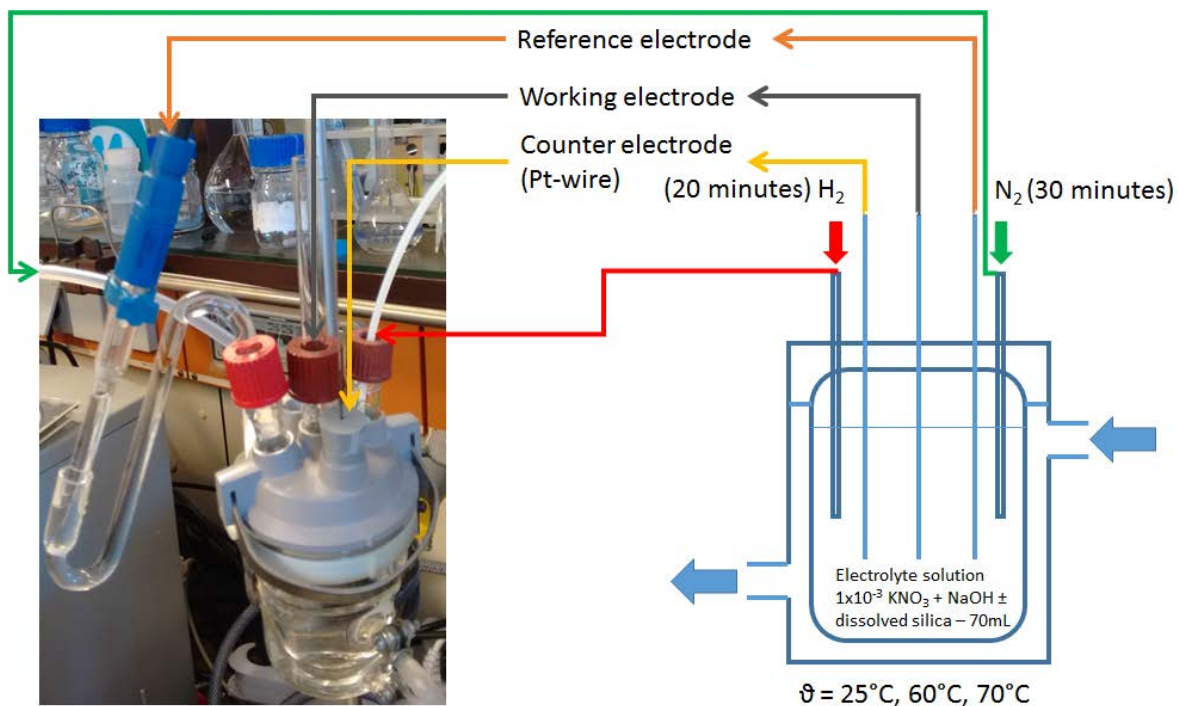 Reference electrode
Working electrode
Counter electrode
(Pt-wire)
(20 minutes) H₂
N₂ (30 minutes)
Electrolyte solution
1x10⁻³ KNO₃ + NaOH ±
dissolved silica – 70mL
ϑ = 25°C, 60°C, 70°C